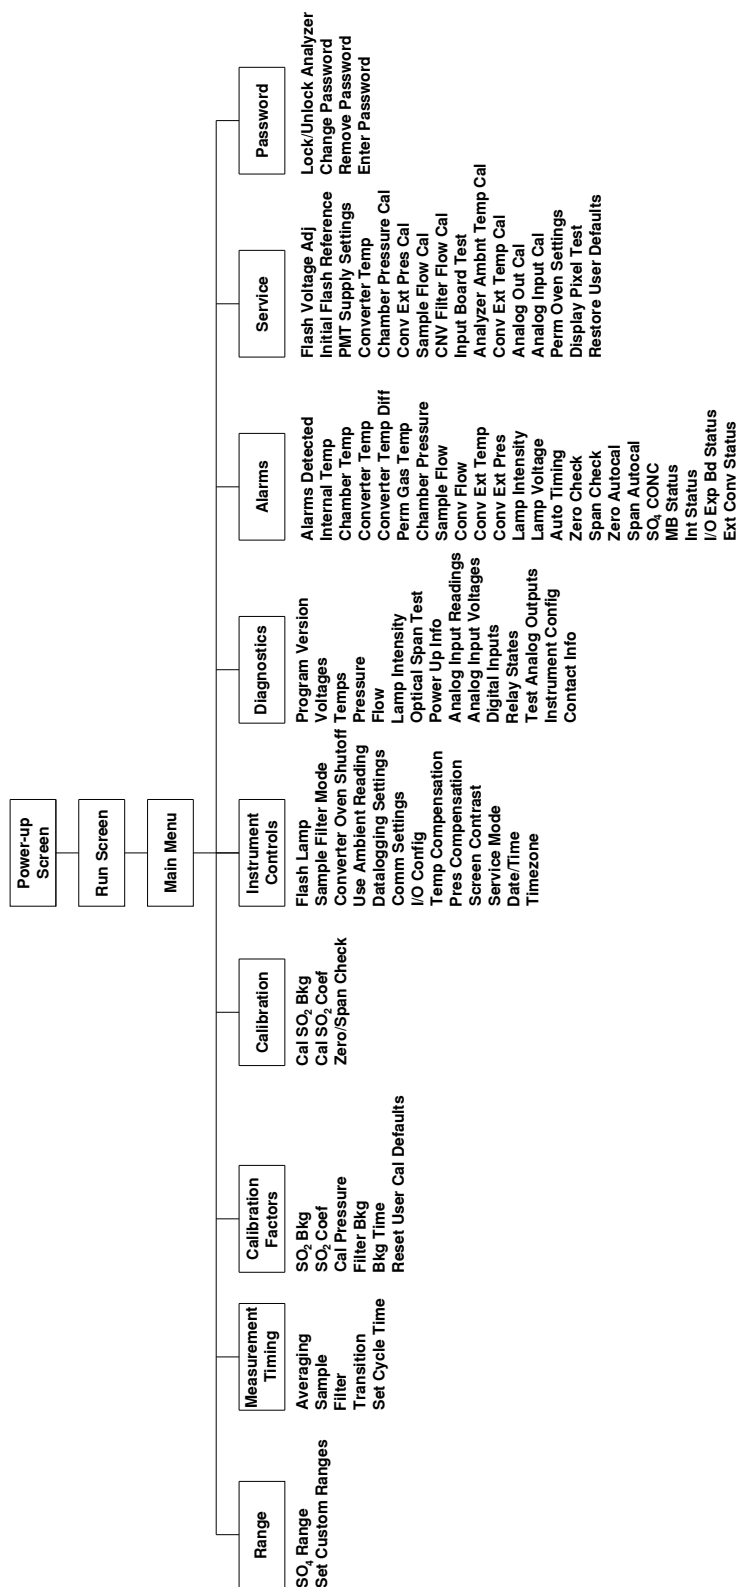 Power-up
Screen
Run Screen
Main Menu
Range
SO₄ Range
Set Custom Ranges
Measurement
Timing
Averaging
Sample
Filter
Transition
Set Cycle Time
Calibration
Factors
SO₂ Bkg
SO₂ Coef
Cal Pressure
Filter Bkg
Bkg Time
Reset User Cal Defaults
Calibration
Cal SO₂ Bkg
Cal SO₂ Coef
Zero/Span Check
Instrument
Controls
Flash Lamp
Sample Filter Mode
Converter Oven Shutoff
Use Ambient Reading
Datalogging Settings
Comm Settings
I/O Config
Temp Compensation
Pres Compensation
Screen Contrast
Service Mode
Date/Time
Timezone
Diagnostics
Program Version
Voltages
Temps
Pressure
Flow
Lamp Intensity
Optical Span Test
Power Up Info
Analog Input Readings
Analog Input Voltages
Digital Inputs
Relay States
Test Analog Outputs
Instrument Config
Contact Info
Alarms
Alarms Detected
Internal Temp
Chamber Temp
Converter Temp
Converter Temp Diff
Perm Gas Temp
Chamber Pressure
Sample Flow
Conv Flow
Conv Ext Temp
Conv Ext Pres
Lamp Intensity
Lamp Voltage
Auto Timing
Zero Check
Span Check
Zero Autocal
Span Autocal
SO₄ CONC
MB Status
Int Status
I/O Exp Bd Status
Ext Conv Status
Service
Flash Voltage Adj
Initial Flash Reference
PMT Supply Settings
Converter Temp
Chamber Pressure Cal
Conv Ext Pres Cal
Sample Flow Cal
CNV Filter Flow Cal
Input Board Test
Analyzer Ambnt Temp Cal
Conv Ext Temp Cal
Analog Out Cal
Analog Input Cal
Perm Oven Settings
Display Pixel Test
Restore User Defaults
Password
Lock/Unlock Analyzer
Change Password
Remove Password
Enter Password